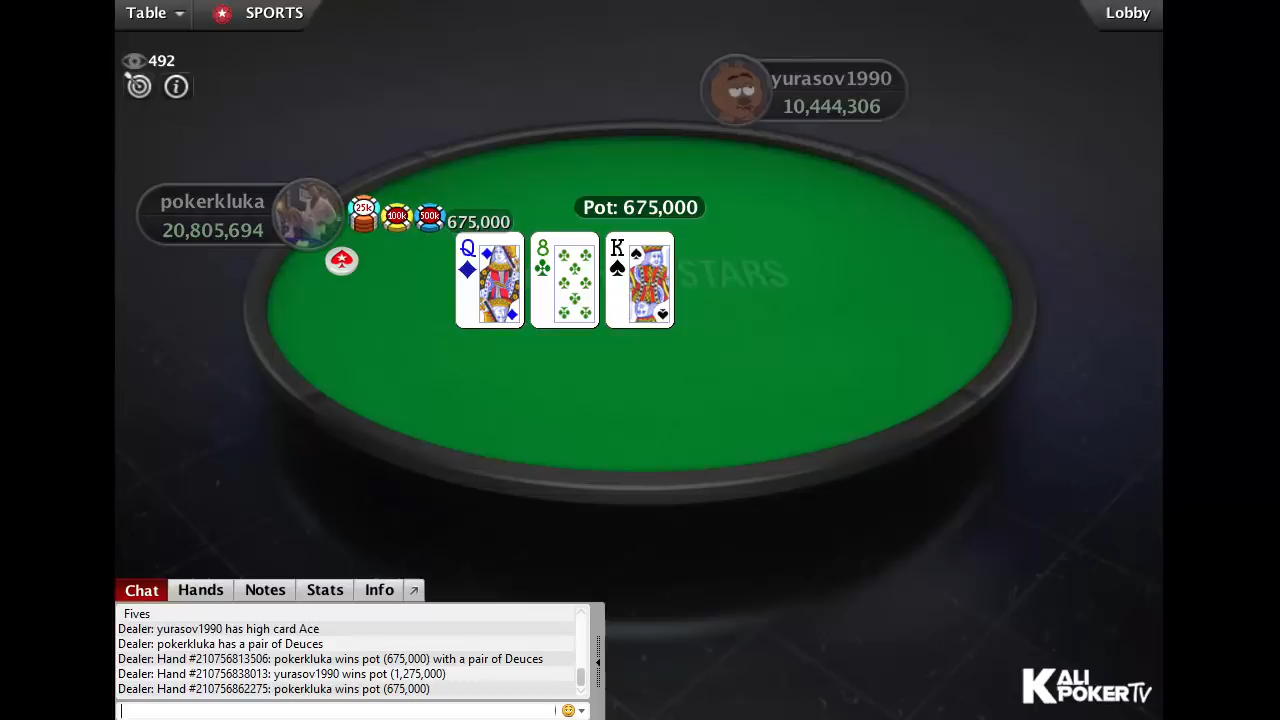 Table
SPORTS
Lobby
492
yurasov1990
10,444,306
pokerkluka
20,805,694
25k
100k
500k
675,000
Pot: 675,000
Q
8
K
STARS
Chat
Hands
Notes
Stats
Info
Fives
Dealer: yurasov1990 has high card Ace
Dealer: pokerkluka has a pair of Deuces
Dealer: Hand #210756813506: pokerkluka wins pot (675,000) with a pair of Deuces
Dealer: Hand #210756838013: yurasov1990 wins pot (1,275,000)
Dealer: Hand #210756862275: pokerkluka wins pot (675,000)
KALI
POKERTV